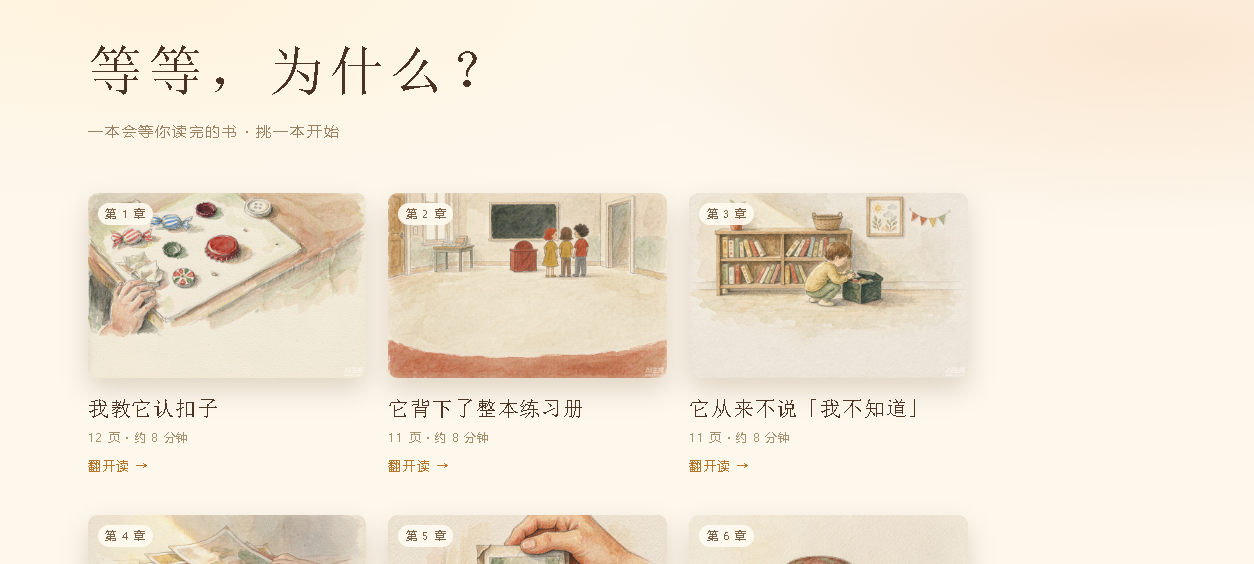 等等，为什么？
一本会等你读完的书 · 挑一本开始
第 1 章
第 2 章
第 3 章
我教它认扣子
它背下了整本练习册
它从来不说「我不知道」
12 页 · 约 8 分钟
11 页 · 约 8 分钟
11 页 · 约 8 分钟
翻开读 →
翻开读 →
翻开读 →
第 4 章
第 5 章
第 6 章